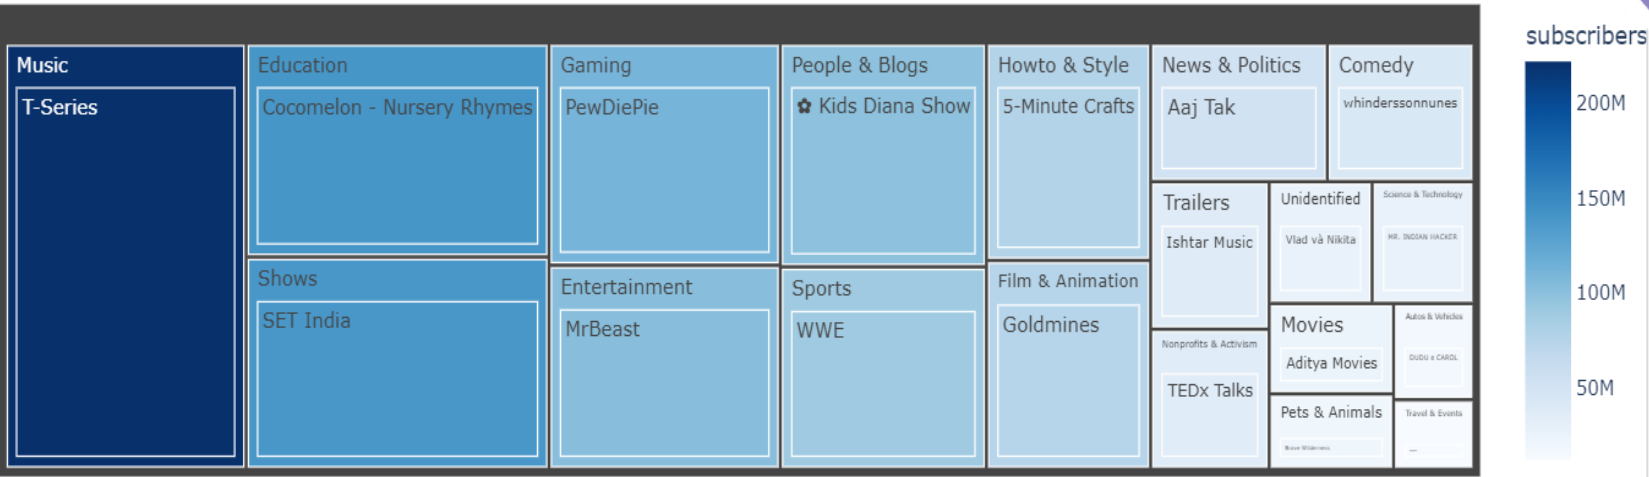 subscribers
200M
150M
100M
50M
Music
T-Series
Education
Cocomelon - Nursery Rhymes
Shows
SET India
Gaming
PewDiePie
Entertainment
MrBeast
People & Blogs
✿ Kids Diana Show
Sports
WWE
Howto & Style
5-Minute Crafts
Film & Animation
Goldmines
News & Politics
Aaj Tak
Comedy
whinderssonnunes
Trailers
Ishtar Music
Nonprofits & Activism
TEDx Talks
Unidentified
Vlad và Nikita
Science & Technology
MR. INDIAN HACKER
Movies
Aditya Movies
Autos & Vehicles
DUDU e CAROL
Pets & Animals
Brave Wilderness
Travel & Events